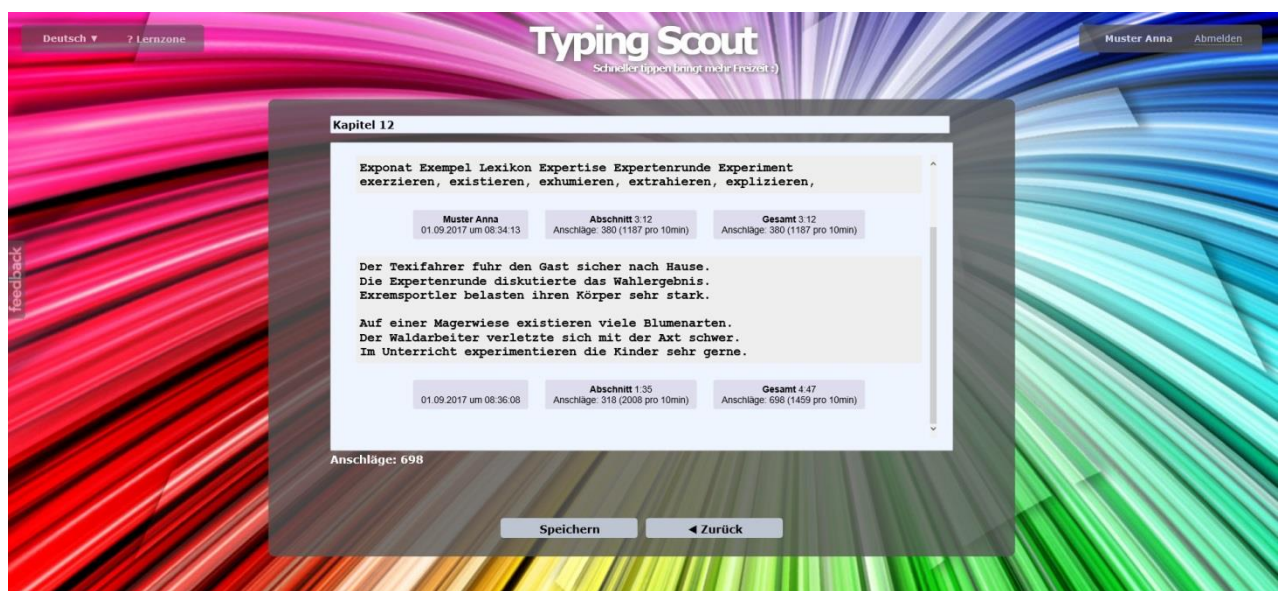 Deutsch ▼ ? Lernzone
Typing Scout
Schneller tippen bringt mehr Freizeit :)
Muster Anna Abmelden
Kapitel 12
Exponat Exempel Lexikon Expertise Expertenrunde Experiment
exerzieren, existieren, exhumieren, extrahieren, explizieren,
Muster Anna
01.09.2017 um 08:34:13
Abschnitt 3:12
Anschläge: 380 (1187 pro 10min)
Gesamt 3:12
Anschläge: 380 (1187 pro 10min)
feedback
Der Texifahrer fuhr den Gast sicher nach Hause.
Die Expertenrunde diskutierte das Wahlergebnis.
Exremsportler belasten ihren Körper sehr stark.
Auf einer Magerwiese existieren viele Blumenarten.
Der Waldarbeiter verletzte sich mit der Axt schwer.
Im Unterricht experimentieren die Kinder sehr gerne.
01.09.2017 um 08:36:08
Abschnitt 1:35
Anschläge: 318 (2008 pro 10min)
Gesamt 4:47
Anschläge: 698 (1459 pro 10min)
Anschläge: 698
Speichern
◄ Zurück